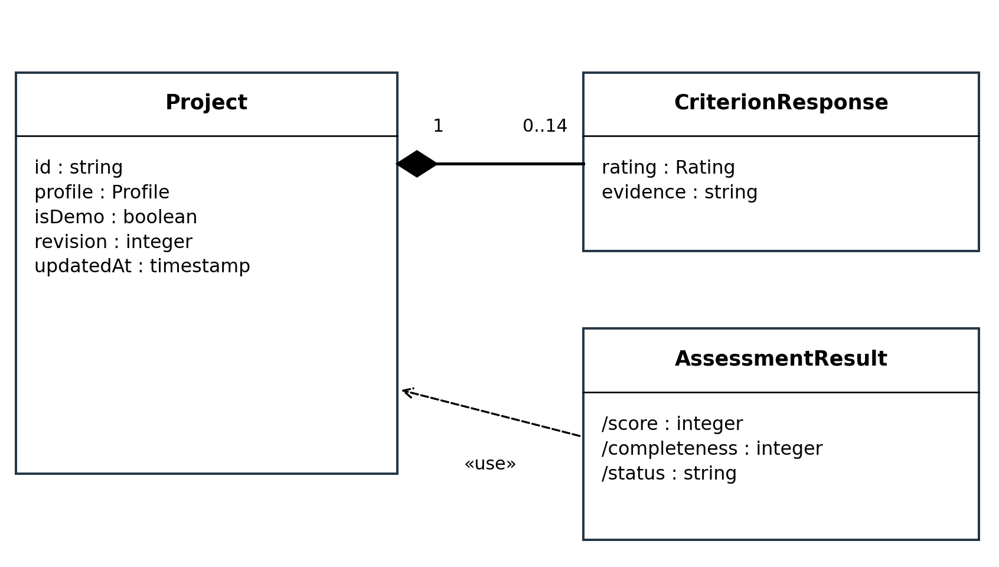 Project
id : string
profile : Profile
isDemo : boolean
revision : integer
updatedAt : timestamp
1
0..14
CriterionResponse
rating : Rating
evidence : string
«use»
AssessmentResult
/score : integer
/completeness : integer
/status : string